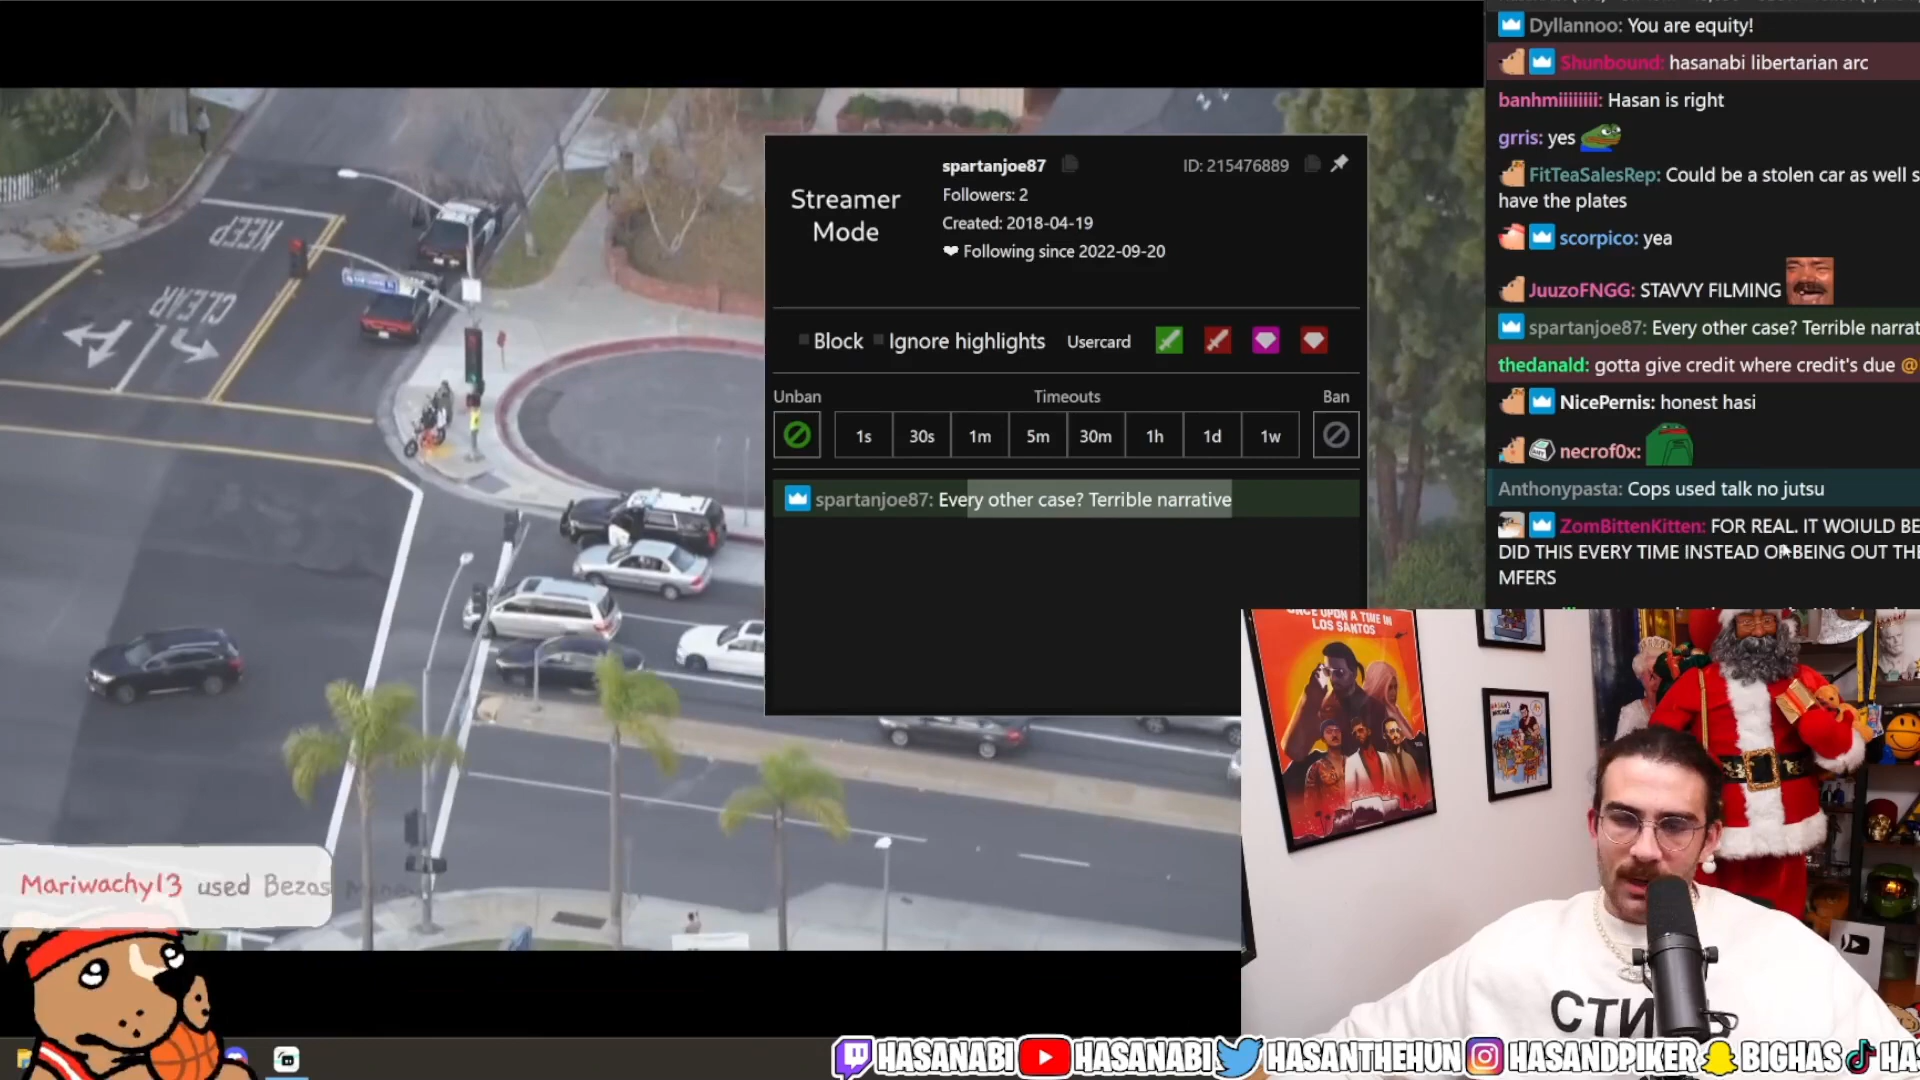 Dyllannoo: You are equity!
Shunbound: hasanabi libertarian arc
banhmiiiiiiii: Hasan is right
grris: yes
FitTeaSalesRep: Could be a stolen car as well
have the plates
scorpico: yea
JuuzoFNGG: STAVVY FILMING
spartanjoe87: Every other case? Terrible
thedanald: gotta give credit where credit's due @
NicePernis: honest hasi
necrof0x:
Anthonypasta: Cops used talk no jutsu
ZomBittenKitten: FOR REAL. IT WOIULD BE
DID THIS EVERY TIME INSTEAD OF BEING OUT
MFERS
Streamer
Mode
spartanjoe87
ID: 215476889
Followers: 2
Created: 2018-04-19
Following since 2022-09-20
Block
Ignore highlights
Usercard
Unban
Timeouts
Ban
1s
30s
1m
5m
30m
1h
1d
1w
spartanjoe87: Every other case? Terrible narrative
KEEP
CLEAR
ONCE UPON A TIME IN
LOS SANTOS
Mariwachy13 used Bezos
HASANABI
HASANABI
HASANTHEHUN
HASANDPIKER
BIGHAS